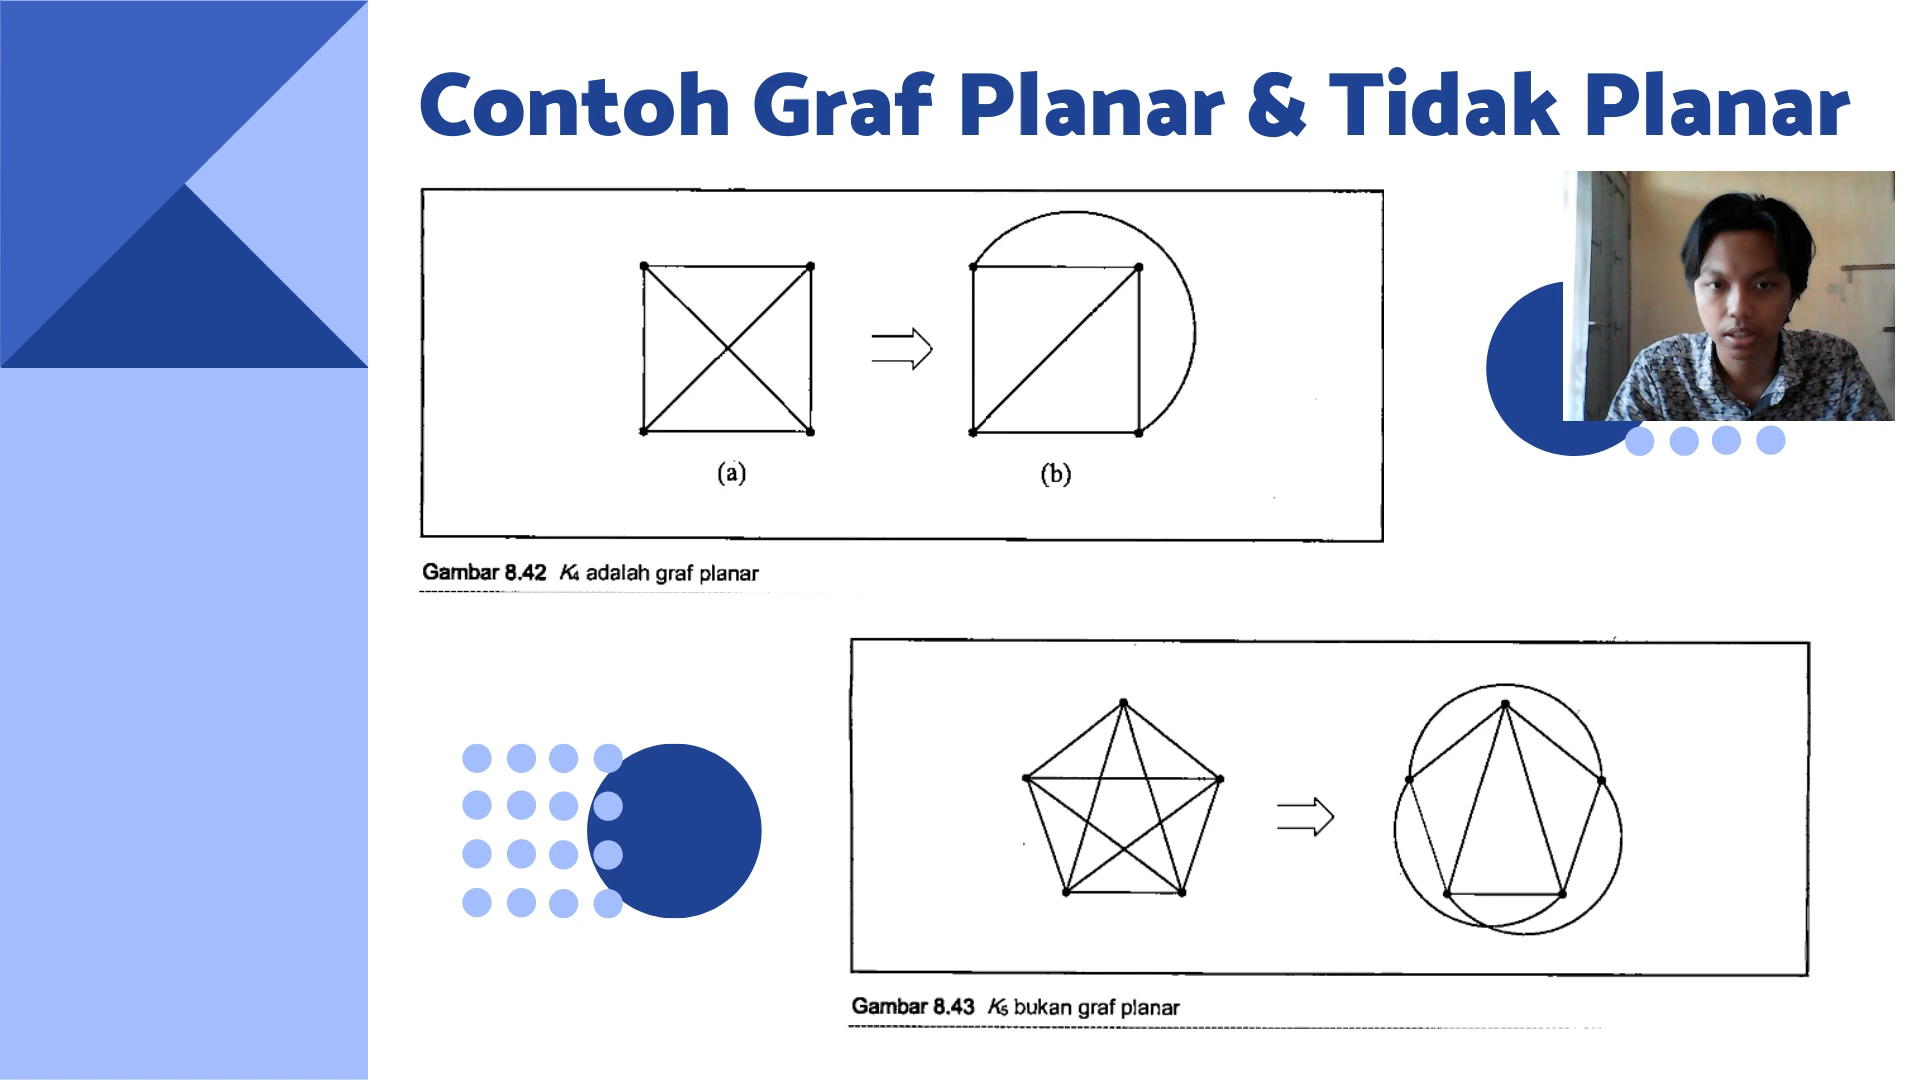 Contoh Graf Planar & Tidak Planar
(a)
(b)
Gambar 8.42 K₄ adalah graf planar
Gambar 8.43 K₅ bukan graf planar